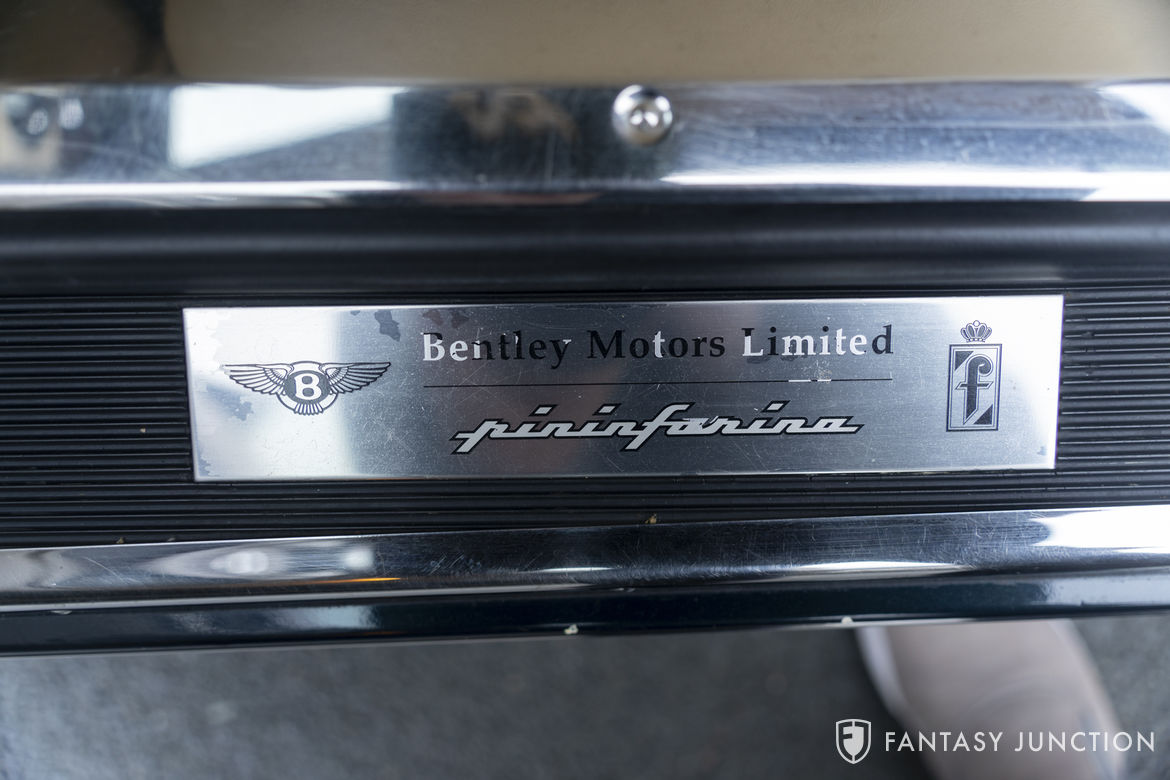 Bentley Motors Limited
B
pininfarina
f
FANTASY JUNCTION